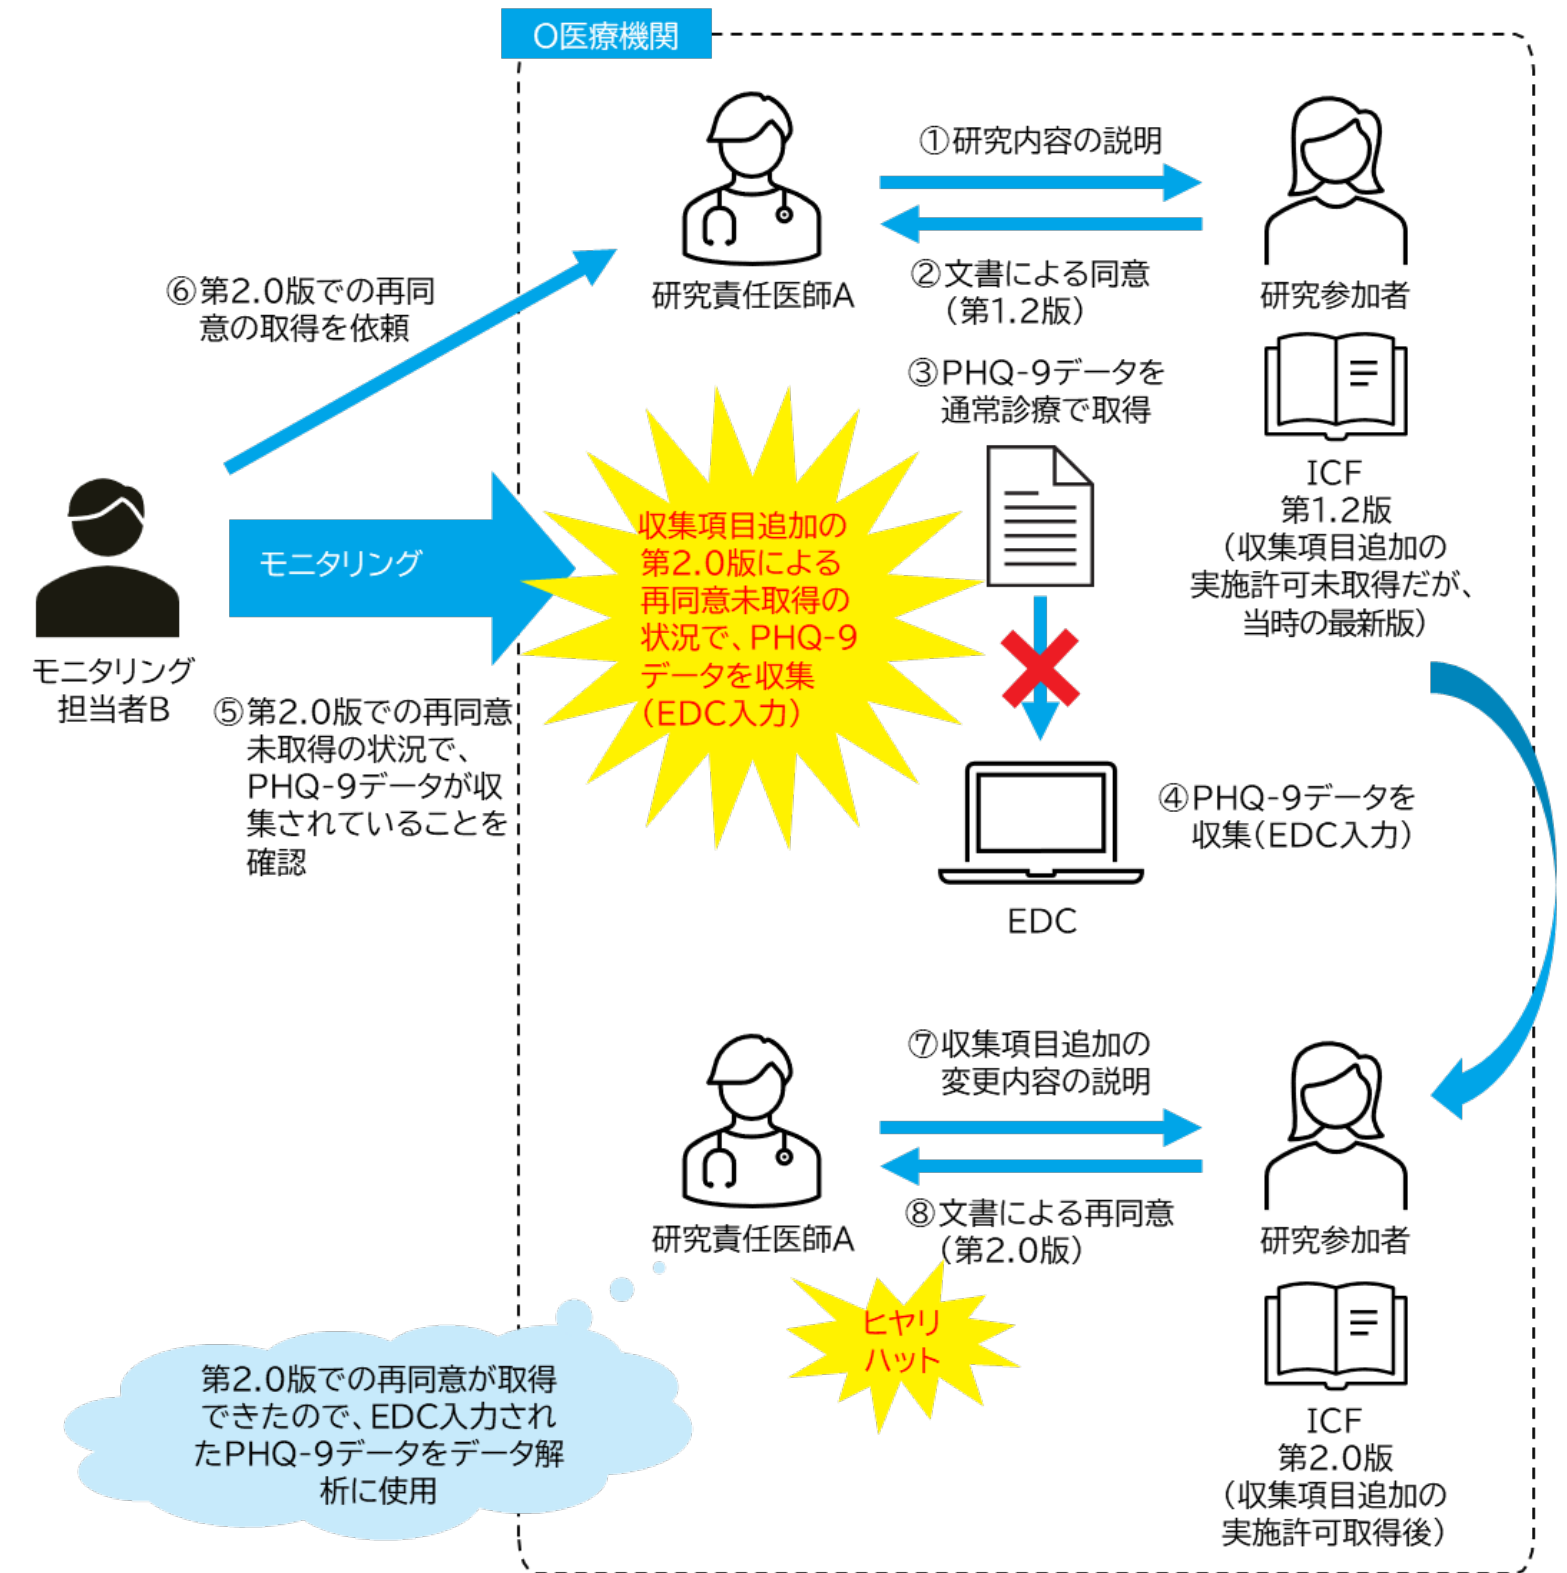 O医療機関
①研究内容の説明
研究責任医師A
②文書による同意
（第1.2版）
研究参加者
⑥第2.0版での再同
意の取得を依頼
③PHQ-9データを
通常診療で取得
ICF
第1.2版
（収集項目追加の
実施許可未取得だが、
当時の最新版）
収集項目追加の
第2.0版による
再同意未取得の
状況で、PHQ-9
データを収集
（EDC入力）
モニタリング
モニタリング
担当者B
⑤第2.0版での再同意
未取得の状況で、
PHQ-9データが収
集されていることを
確認
④PHQ-9データを
収集（EDC入力）
EDC
⑦収集項目追加の
変更内容の説明
研究責任医師A
⑧文書による再同意
（第2.0版）
研究参加者
ヒヤリ
ハット
第2.0版での再同意が取得
できたので、EDC入力され
たPHQ-9データをデータ解
析に使用
ICF
第2.0版
（収集項目追加の
実施許可取得後）